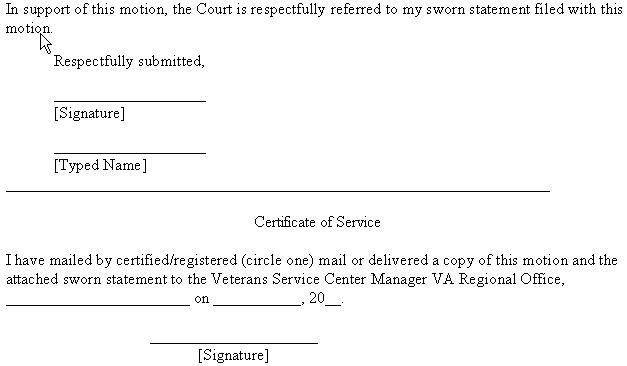 In support of this motion, the Court is respectfully referred to my sworn statement filed with this
motion.
Respectfully submitted,
____________________
[Signature]
____________________
[Typed Name]
Certificate of Service
I have mailed by certified/registered (circle one) mail or delivered a copy of this motion and the
attached sworn statement to the Veterans Service Center Manager VA Regional Office,
________________________ on ___________, 20__.
______________________
[Signature]